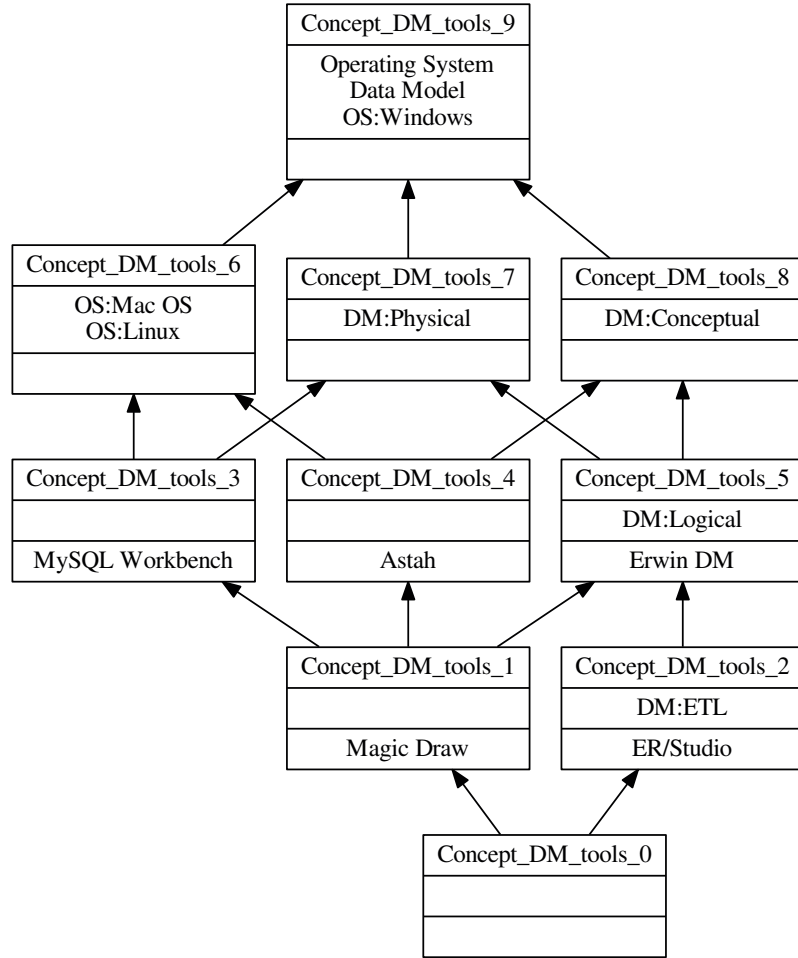 Concept_DM_tools_9
Operating System
Data Model
OS:Windows
Concept_DM_tools_6
OS:Mac OS
OS:Linux
Concept_DM_tools_7
DM:Physical
Concept_DM_tools_8
DM:Conceptual
Concept_DM_tools_3
MySQL Workbench
Concept_DM_tools_4
Astah
Concept_DM_tools_5
DM:Logical
Erwin DM
Concept_DM_tools_1
Magic Draw
Concept_DM_tools_2
DM:ETL
ER/Studio
Concept_DM_tools_0